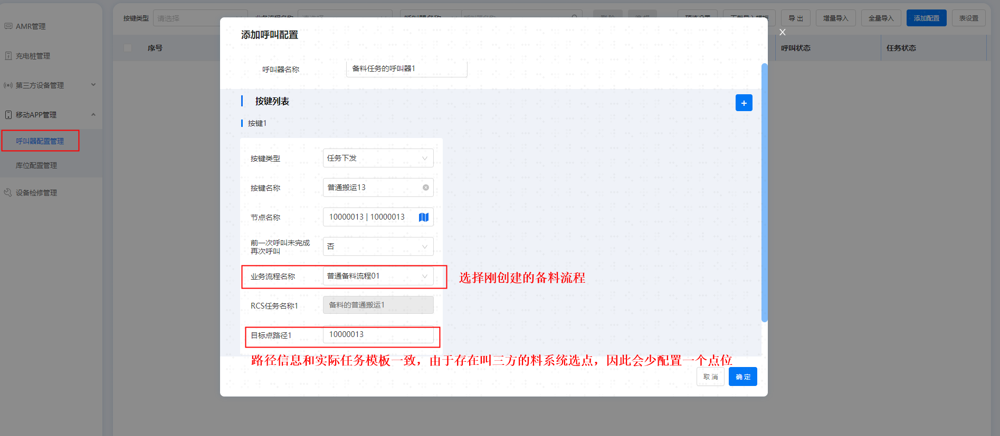 按键类型
请选择
导 出
增量导入
全量导入
添加配置
表设置
AMR管理
充电桩管理
第三方设备管理
移动APP管理
呼叫器配置管理
库位配置管理
设备检修管理
序号
呼叫状态
任务状态
添加呼叫配置
X
呼叫器名称
备料任务的呼叫器1
按键列表
+
按键1
按键类型
任务下发
按键名称
普通搬运13
节点名称
10000013 | 10000013
前一次呼叫未完成
再次呼叫
否
业务流程名称
普通备料流程01
选择刚创建的备料流程
RCS任务名称1
备料的普通搬运1
目标点路径1
10000013
路径信息和实际任务模板一致，由于存在叫三方的料系统选点，因此会少配置一个点位
取 消
确 定